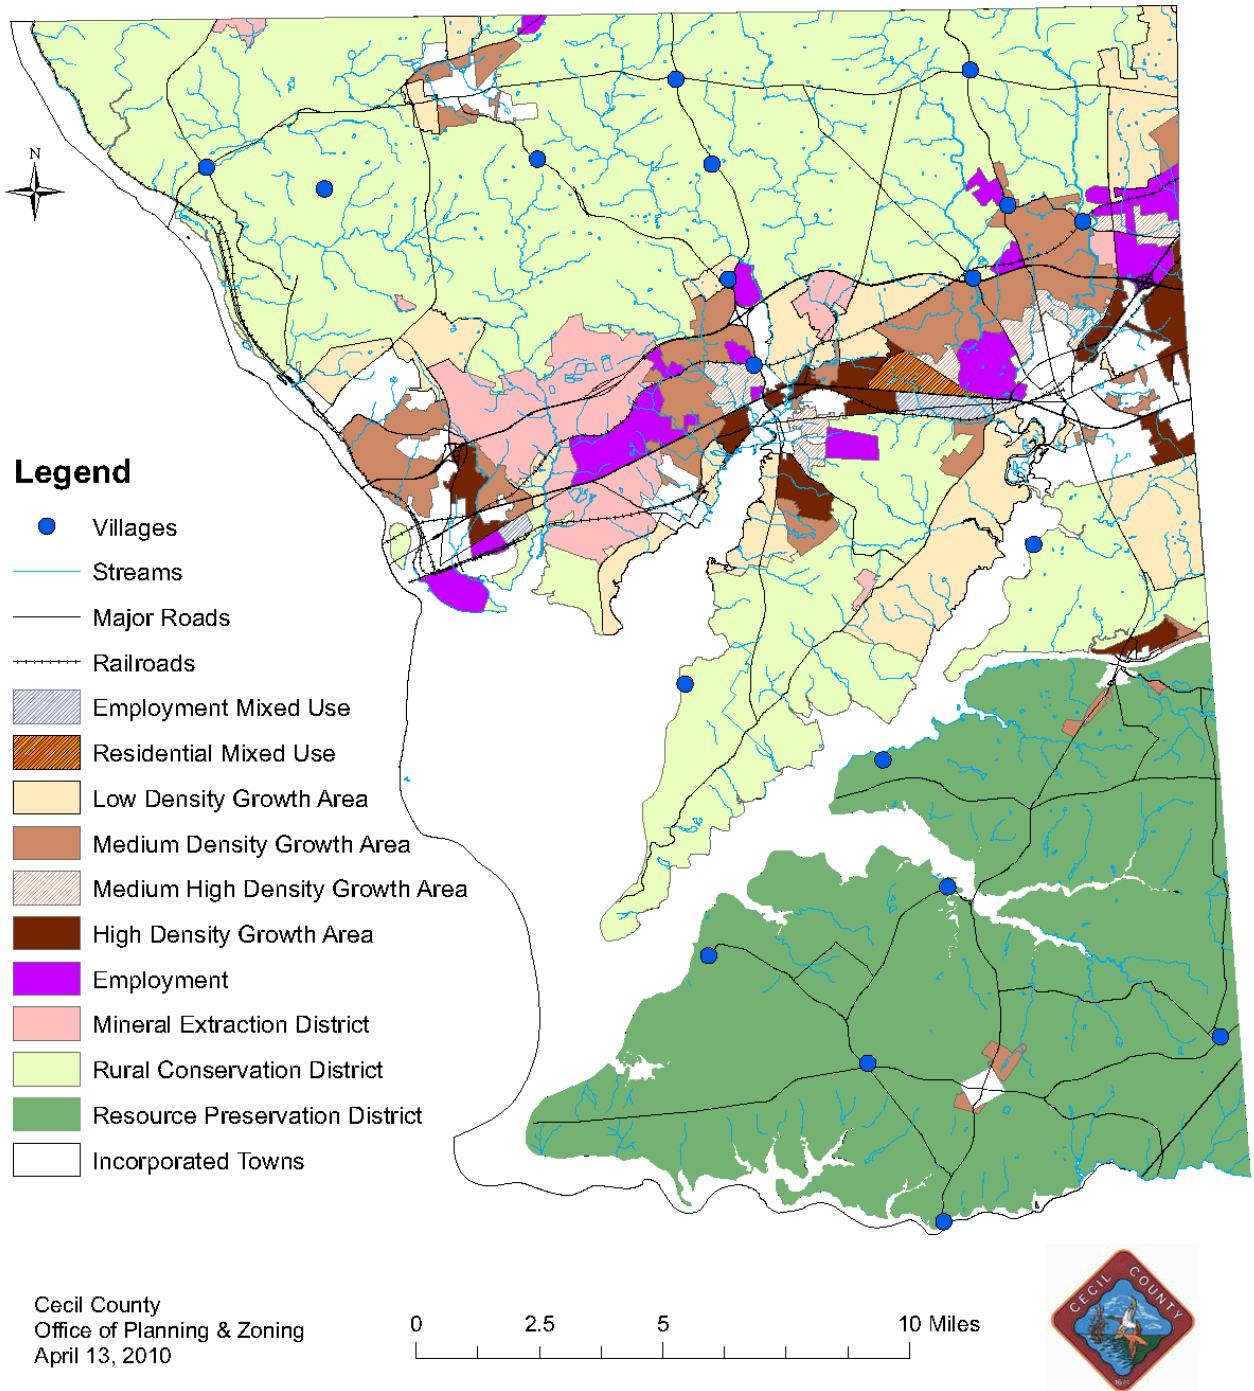 N
Legend
Villages
Streams
Major Roads
Railroads
Employment Mixed Use
Residential Mixed Use
Low Density Growth Area
Medium Density Growth Area
Medium High Density Growth Area
High Density Growth Area
Employment
Mineral Extraction District
Rural Conservation District
Resource Preservation District
Incorporated Towns
Cecil County
Office of Planning & Zoning
April 13, 2010
0 2.5 5 10 Miles
CECIL COUNTY